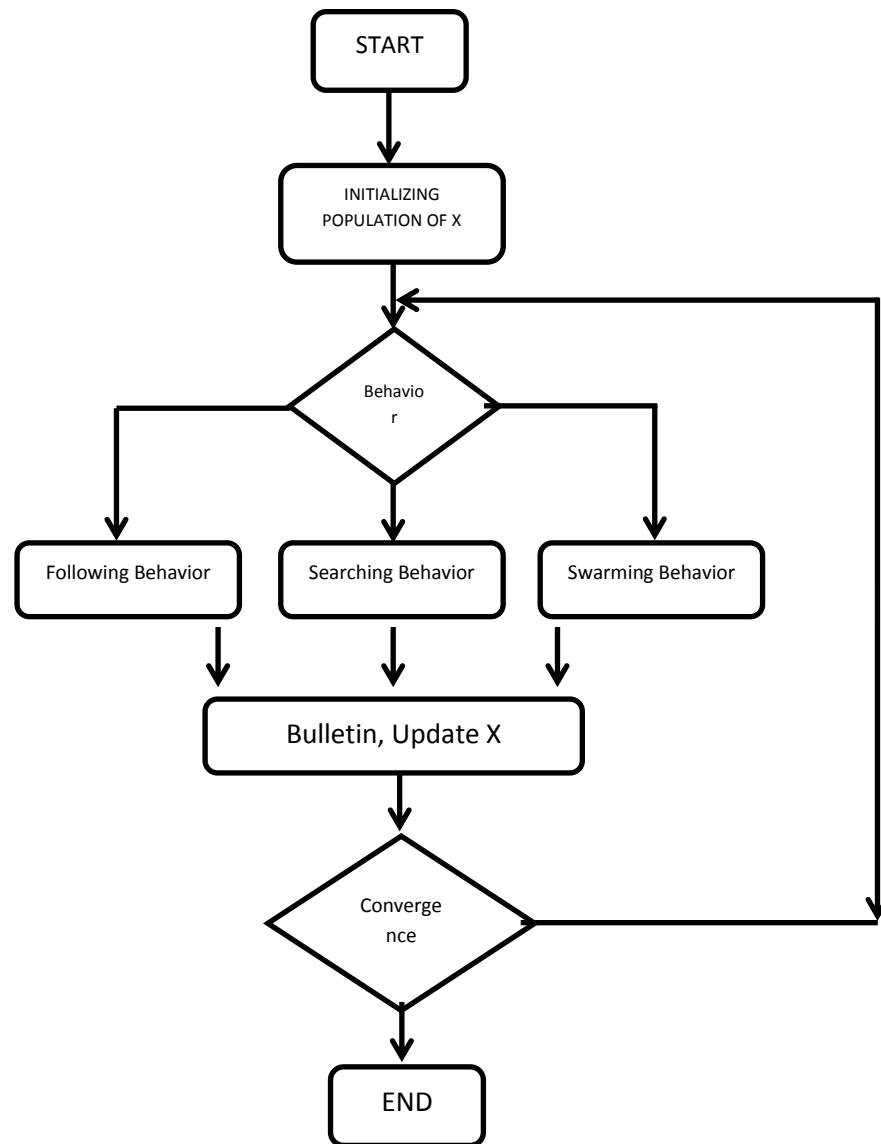 START
INITIALIZING
POPULATION OF X
Behavio
r
Following Behavior
Searching Behavior
Swarming Behavior
Bulletin, Update X
Converge
nce
END